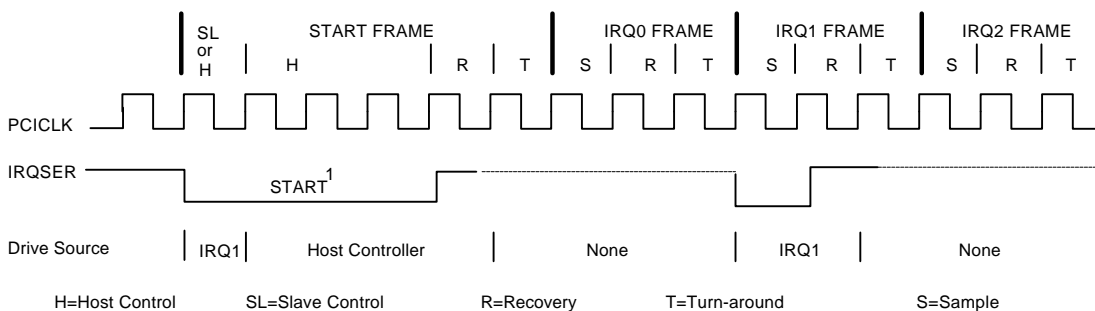 SL
or
H
START FRAME
IRQ0 FRAME
IRQ1 FRAME
IRQ2 FRAME
H
R
T
S
R
T
S
R
T
S
R
T
PCICLK
IRQSER
START1
Drive Source
IRQ1
Host Controller
None
IRQ1
None
H=Host Control
SL=Slave Control
R=Recovery
T=Turn-around
S=Sample